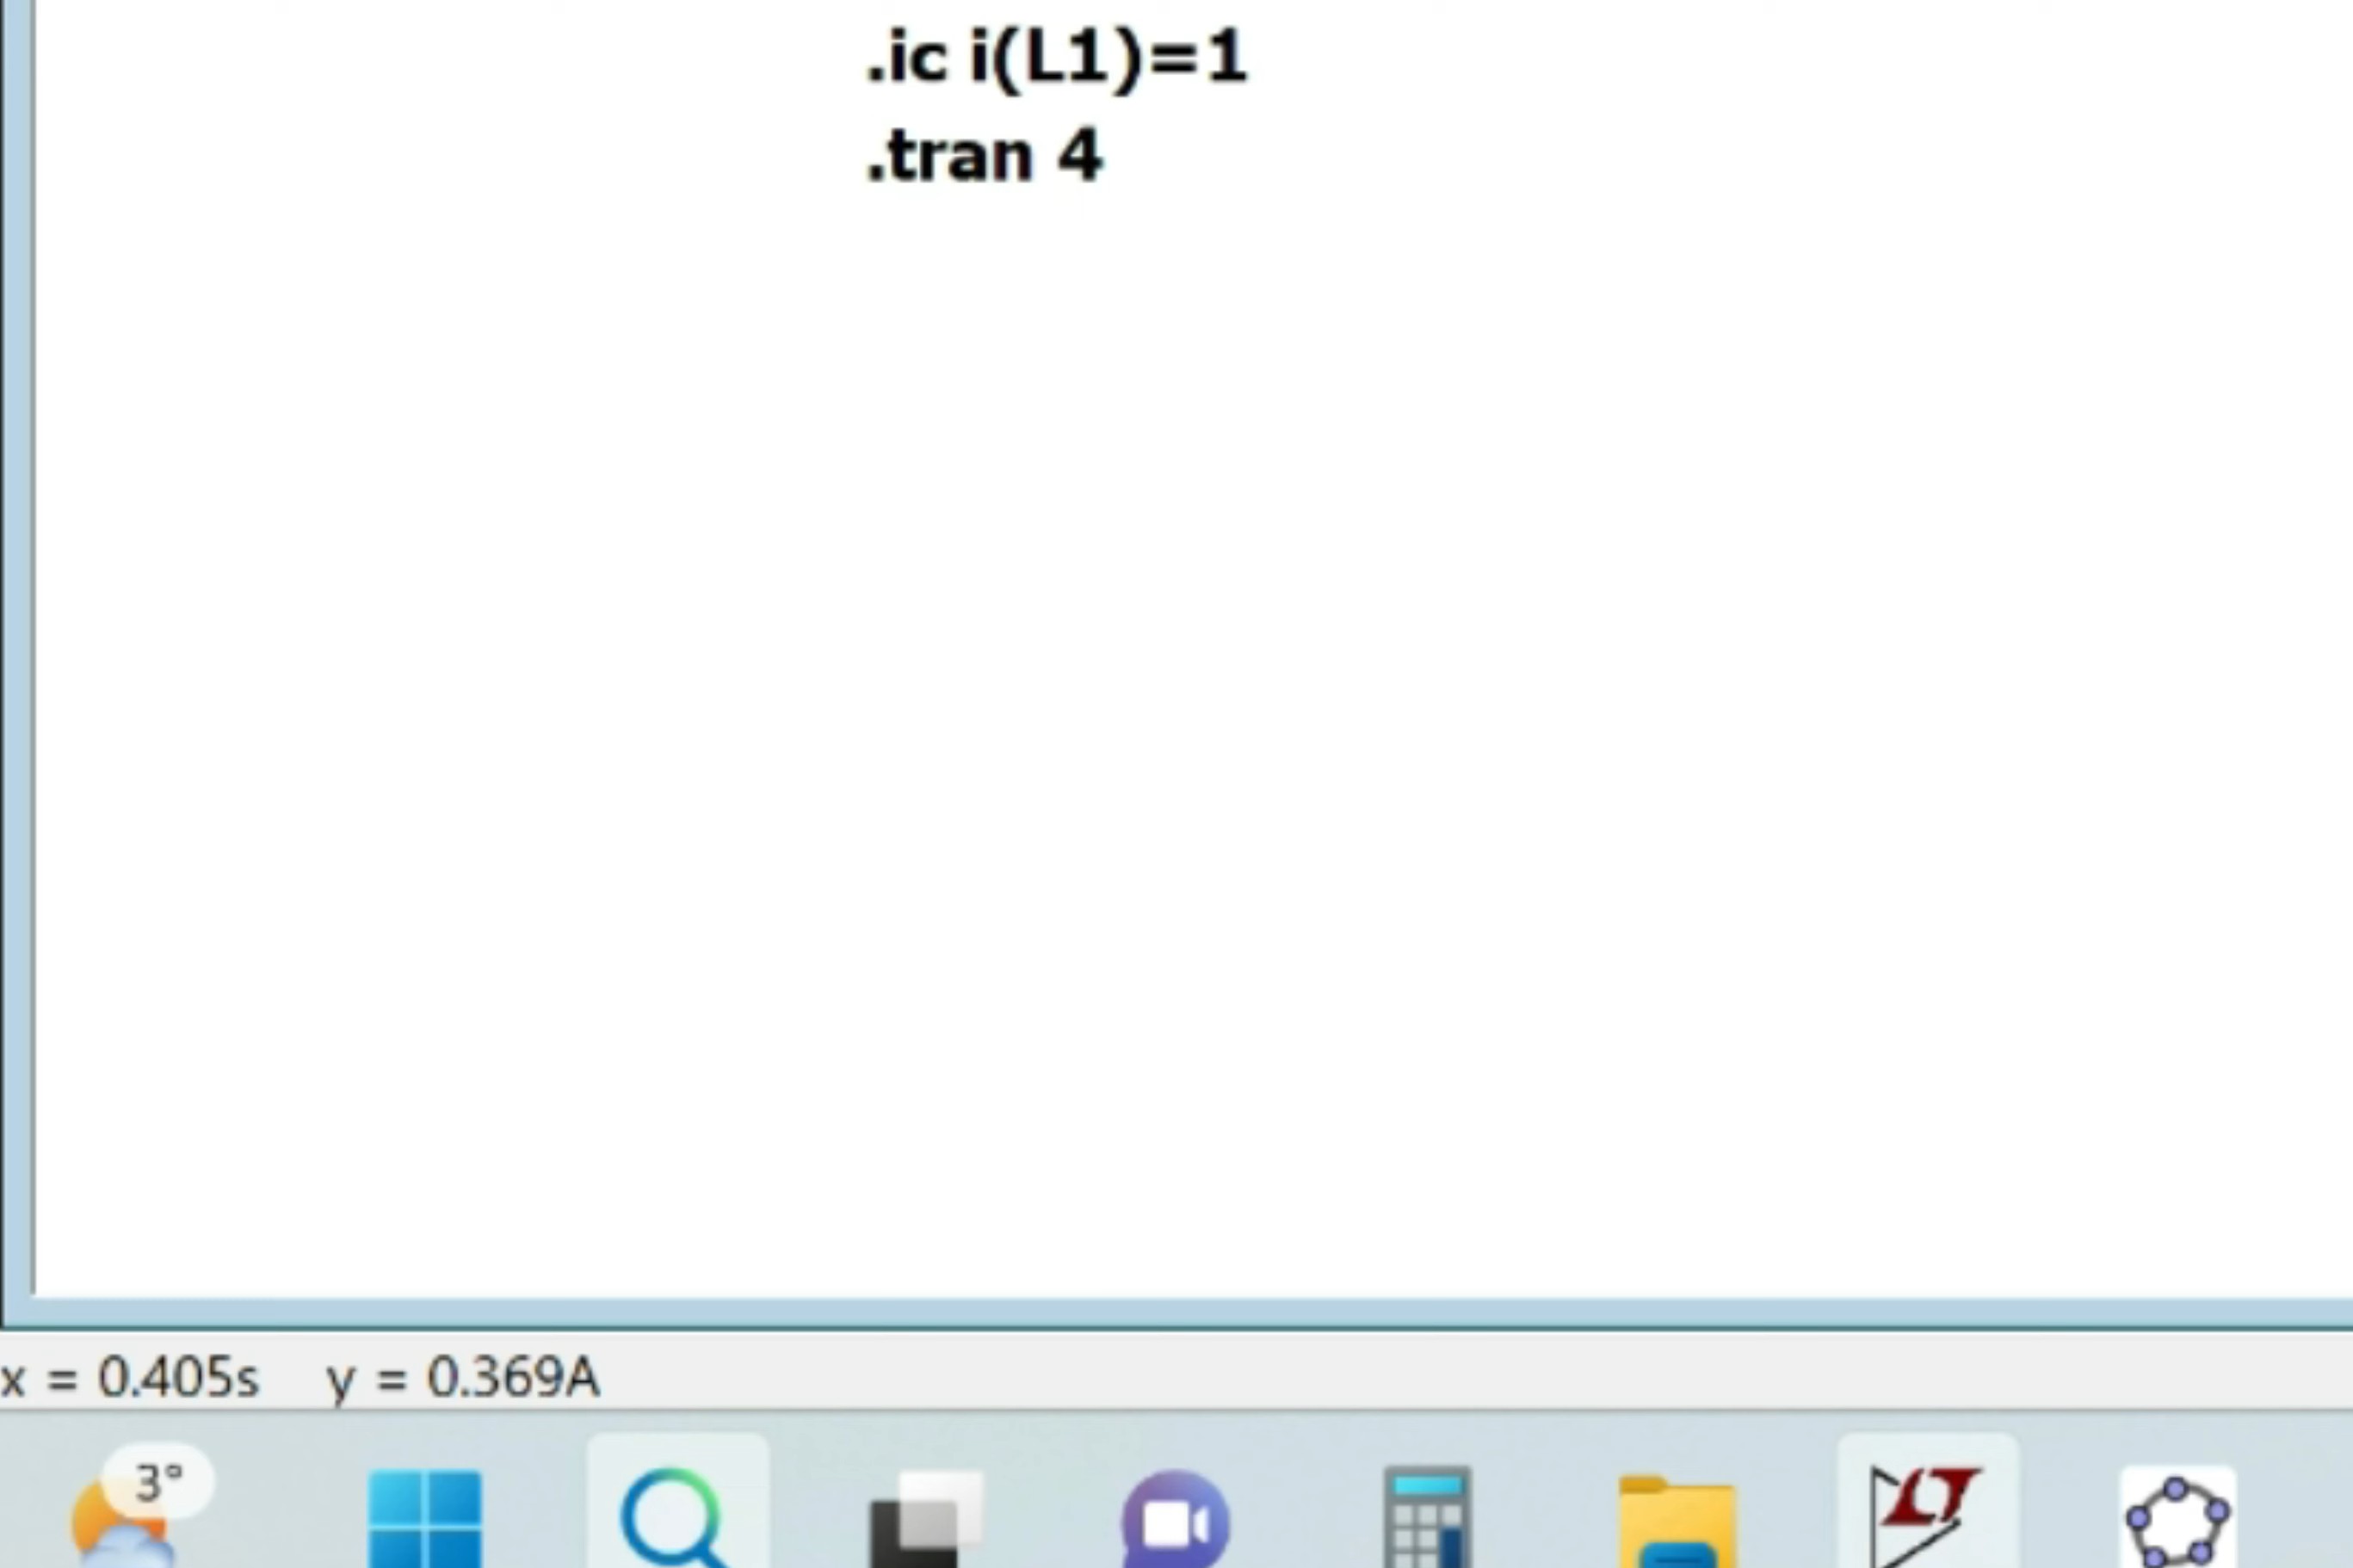 .ic i(L1)=1
.tran 4
x = 0.405s    y = 0.369A
3°